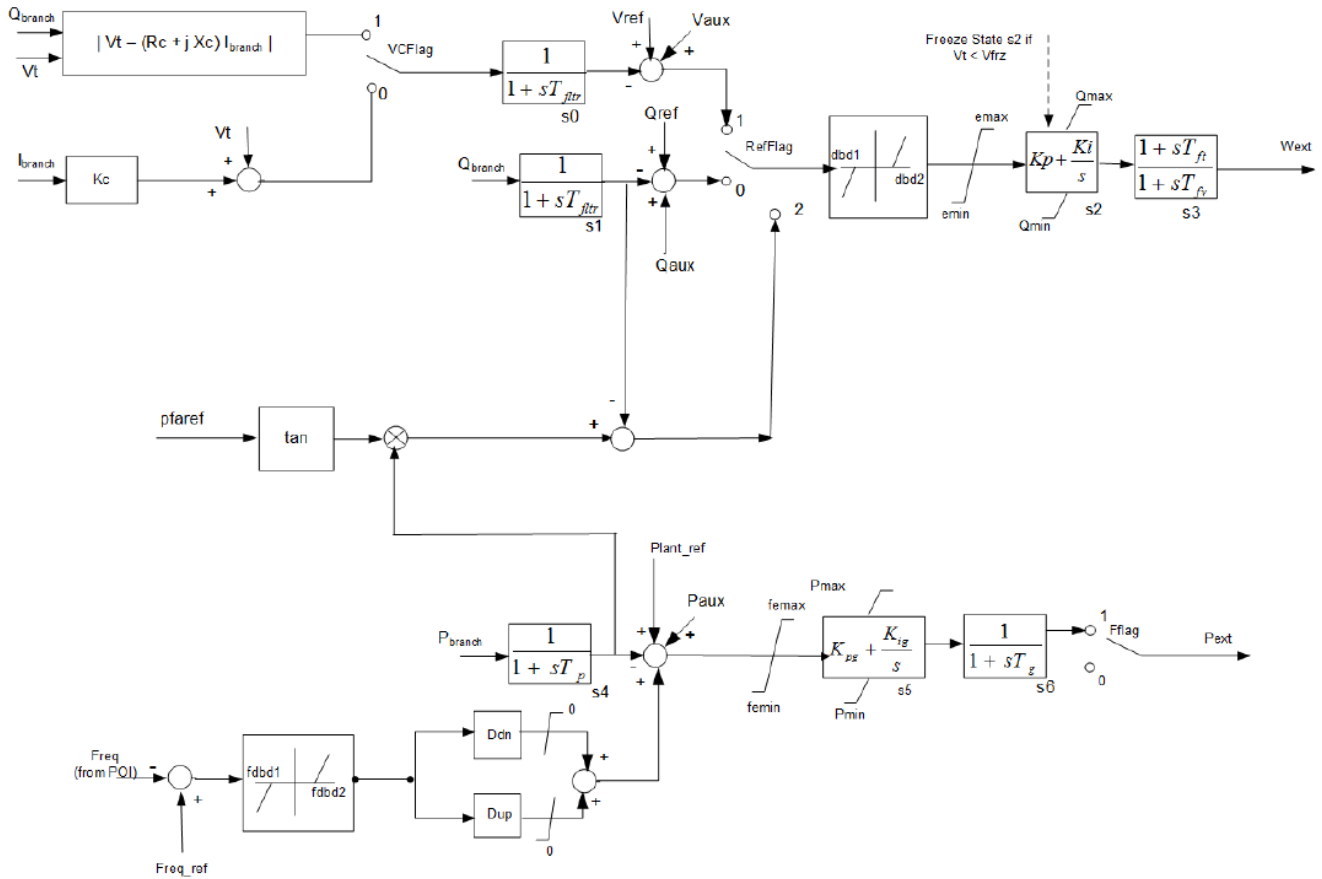 Qbranch
Vt
| Vt – (Rc + j Xc) Ibranch |
1
VCFlag
0
1
1 + sTfltr
s0
Vref
Vaux
+
+
-
Freeze State s2 if
Vt < Vfrz
Ibranch
Kc
Vt
+
+
Qbranch
1
1 + sTfltr
s1
Qref
+
-
+
Qaux
1
RefFlag
0
2
dbd1
dbd2
emax
emin
Qmax
Kp + Ki
s
s2
Qmin
1 + sTft
1 + sTfv
s3
Wext
pfaref
tan
-
+
Plant_ref
Paux
Pbranch
1
1 + sTp
s4
+
+
-
+
femax
femin
Pmax
Kpg + Kig
s
s5
Pmin
1
1 + sTg
s6
1
Fflag
0
Pext
Freq
(from POI)
-
+
Freq_ref
fdbd1
fdbd2
Ddn
0
Dup
0
+
+